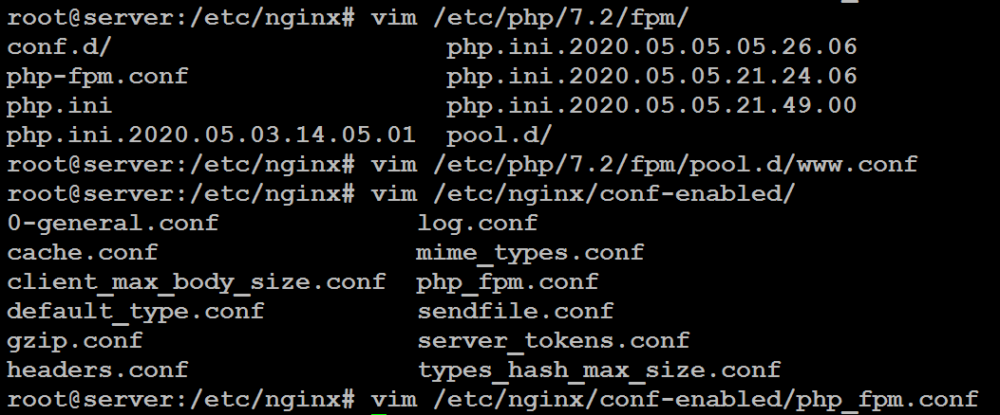 root@server:/etc/nginx# vim /etc/php/7.2/fpm/
conf.d/ php.ini.2020.05.05.05.26.06
php-fpm.conf php.ini.2020.05.05.21.24.06
php.ini php.ini.2020.05.05.21.49.00
php.ini.2020.05.03.14.05.01 pool.d/
root@server:/etc/nginx# vim /etc/php/7.2/fpm/pool.d/www.conf
root@server:/etc/nginx# vim /etc/nginx/conf-enabled/
0-general.conf log.conf
cache.conf mime_types.conf
client_max_body_size.conf php_fpm.conf
default_type.conf sendfile.conf
gzip.conf server_tokens.conf
headers.conf types_hash_max_size.conf
root@server:/etc/nginx# vim /etc/nginx/conf-enabled/php_fpm.conf